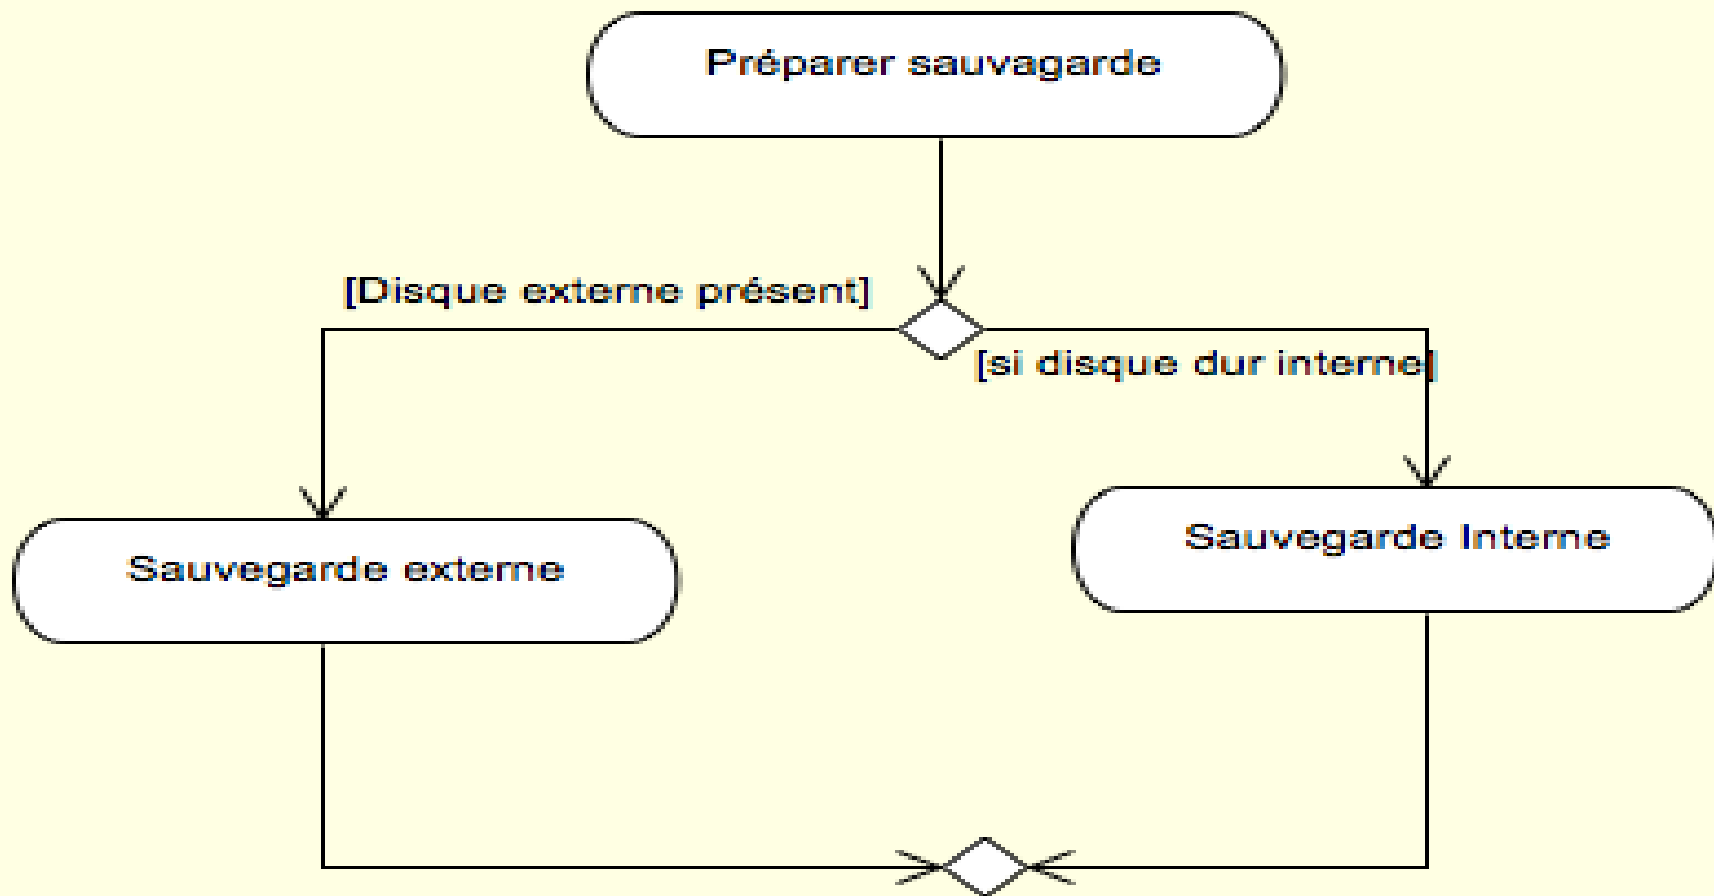 Préparer sauvagarde
[Disque externe présent]
[si disque dur interne]
Sauvegarde Interne
Sauvegarde externe